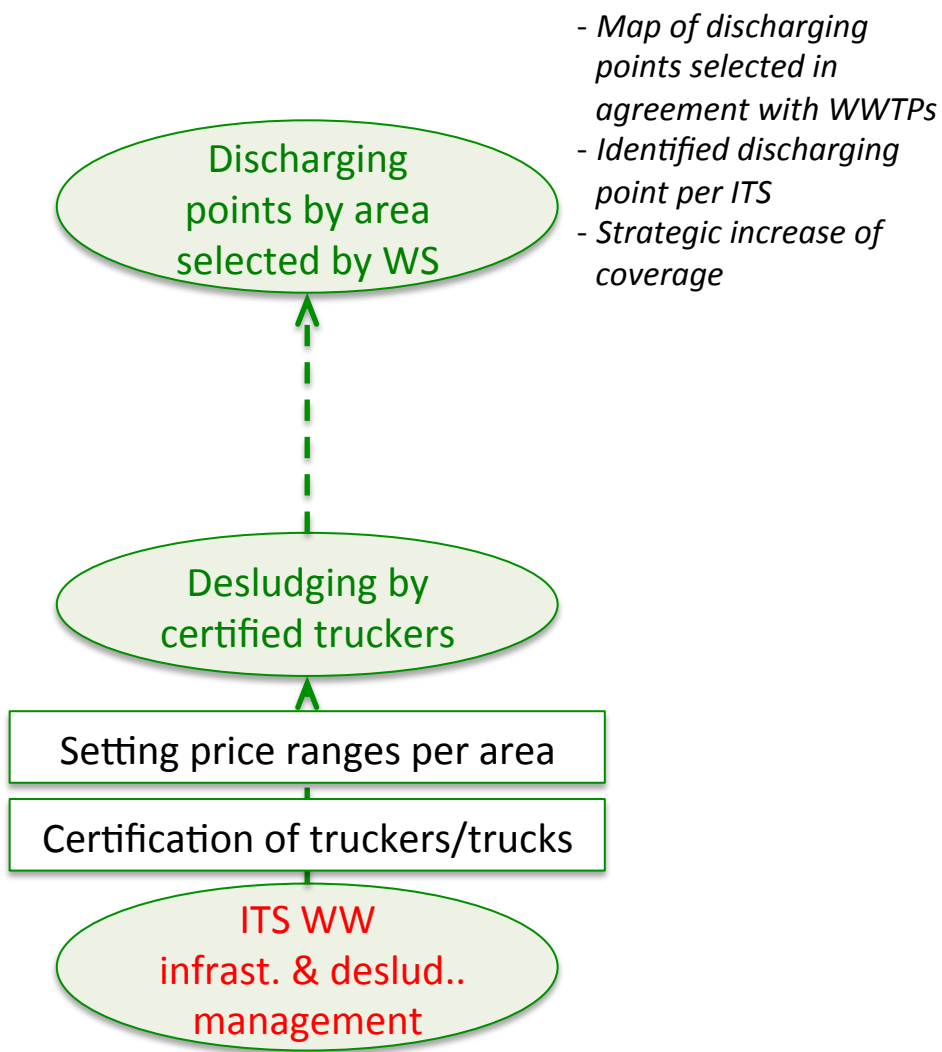 - Map of discharging
points selected in
agreement with WWTPs
- Identified discharging
point per ITS
- Strategic increase of
coverage
Discharging
points by area
selected by WS
Desludging by
certified truckers
Setting price ranges per area
Certification of truckers/trucks
ITS WW
infrast. & deslud..
management